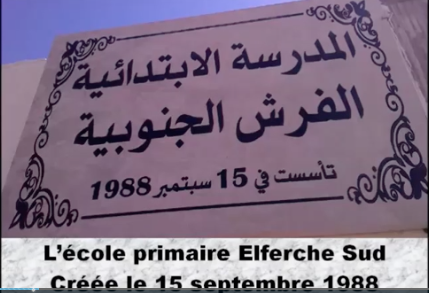 المدرسة الابتدائية
الفرش الجنوبية
تأسست في 15 سبتمبر 1988
L'école primaire Elferche Sud
Créée le 15 septembre 1988